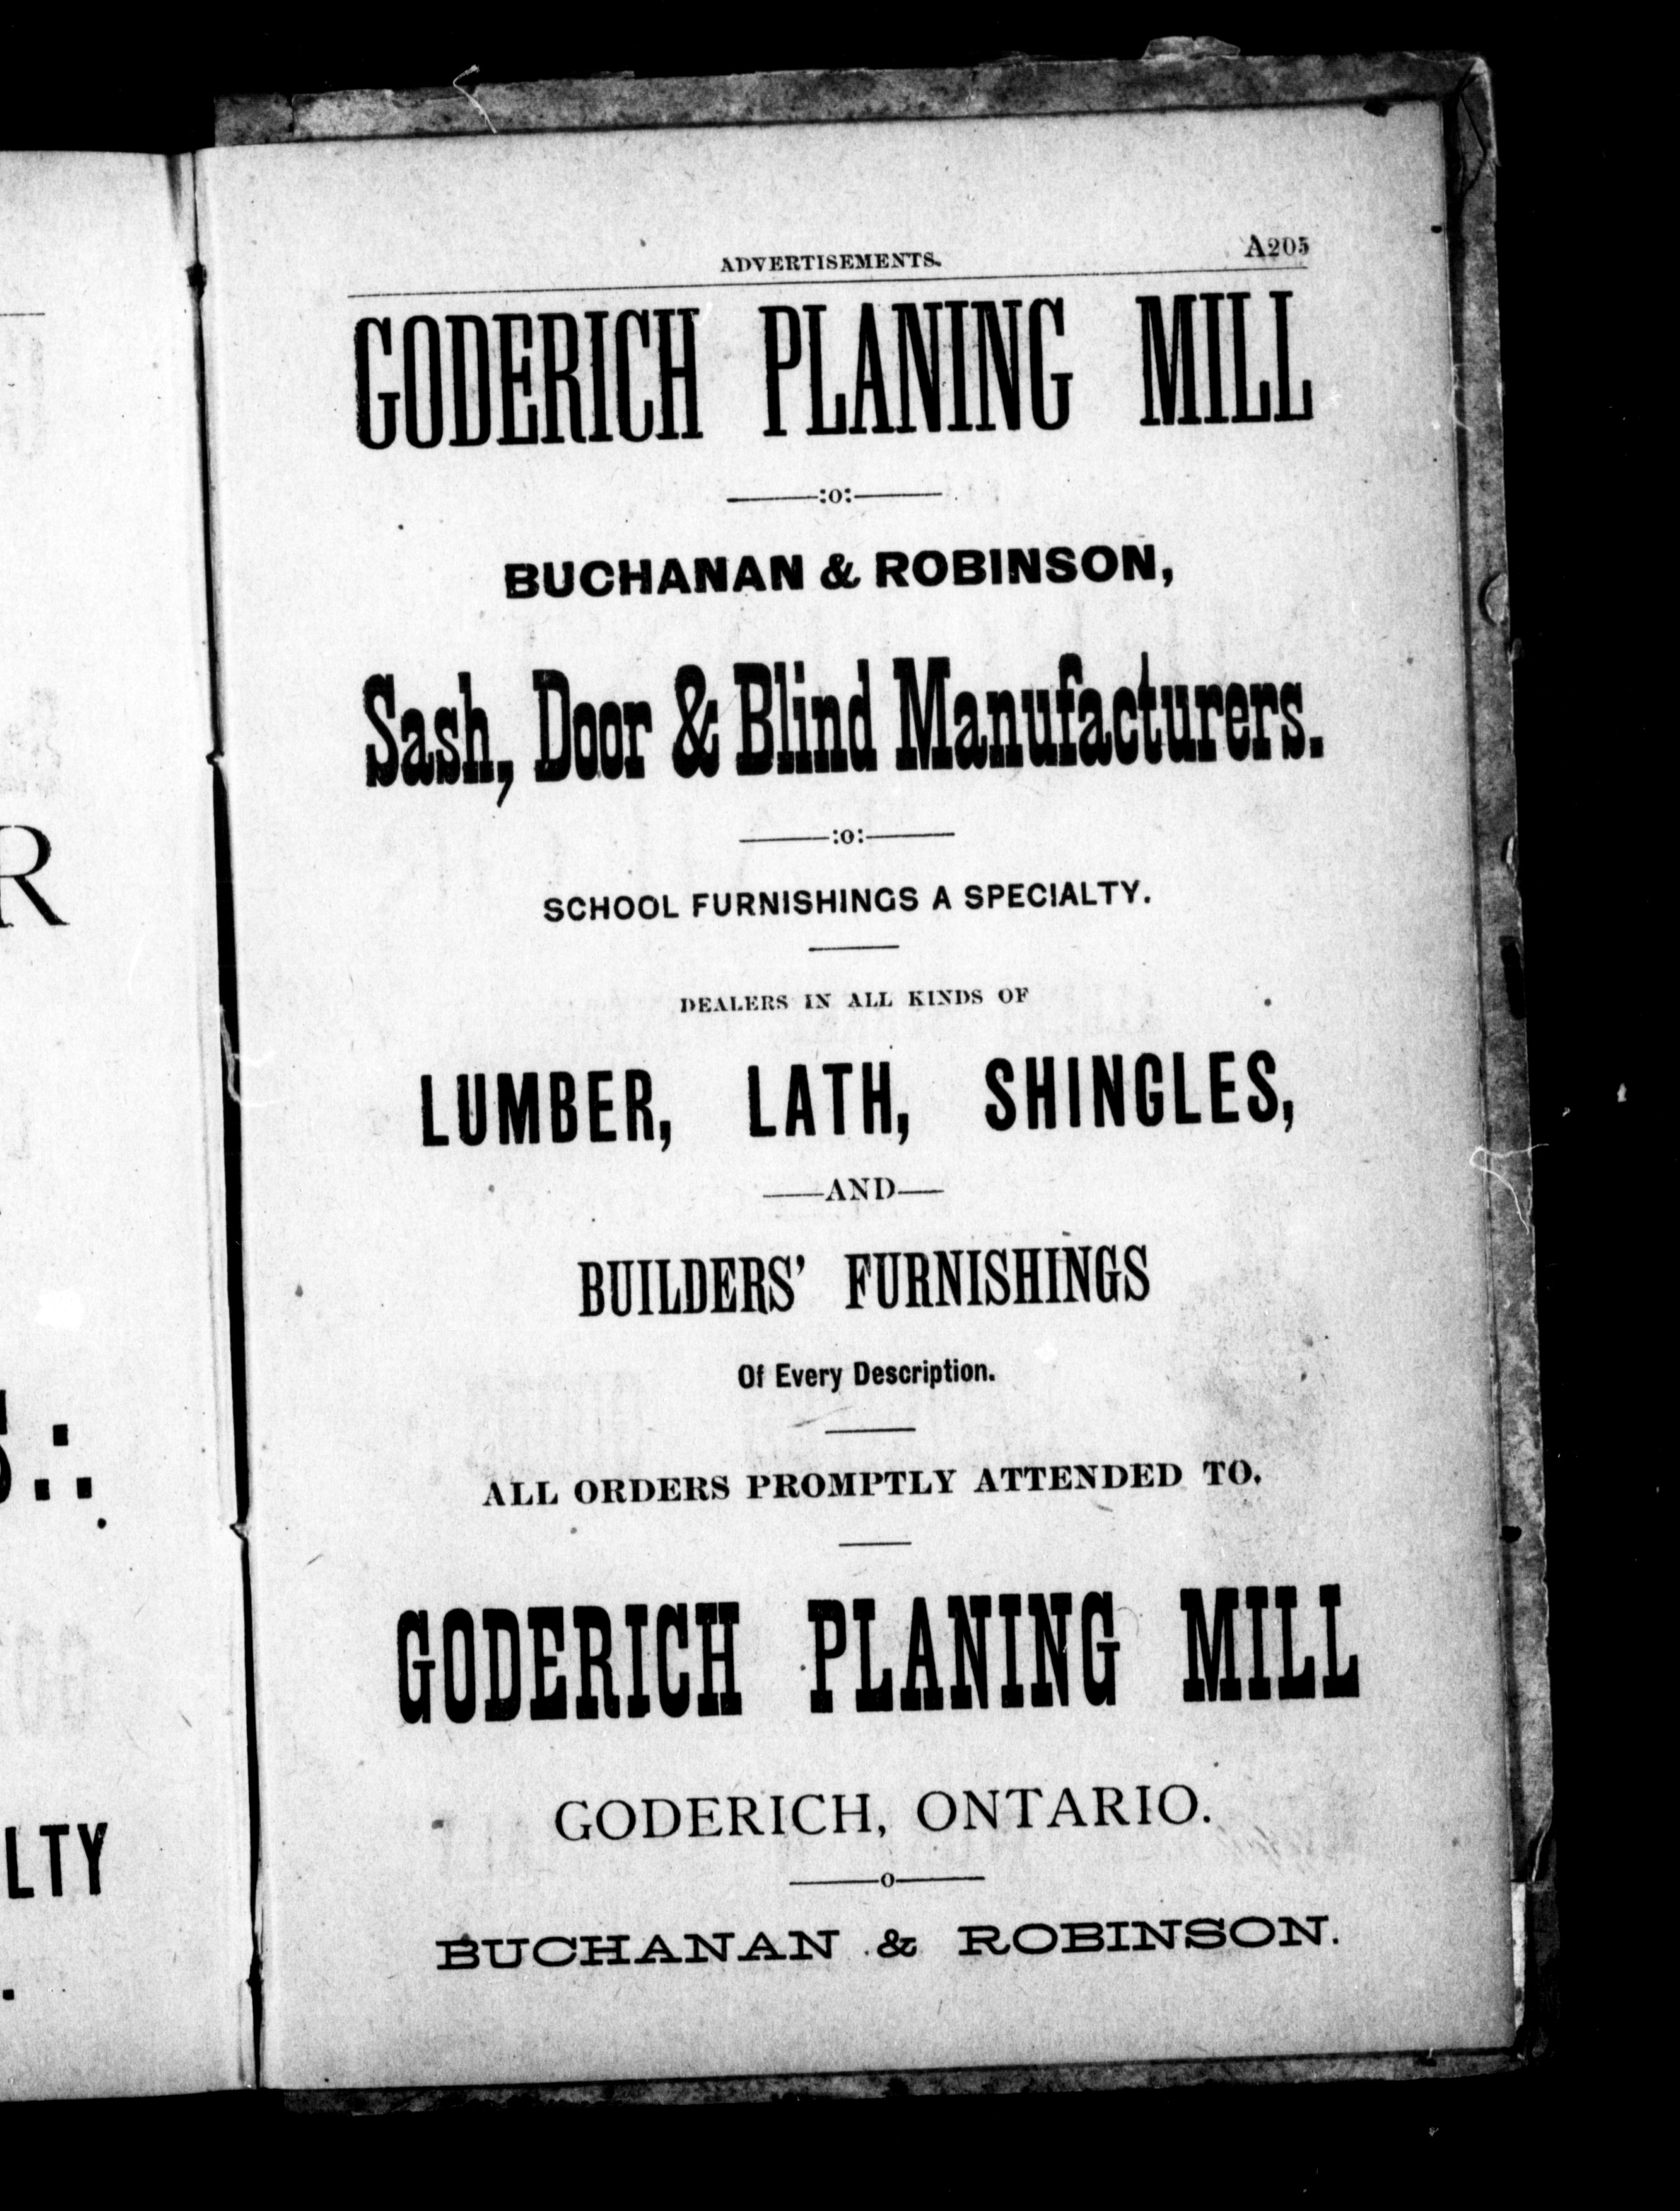 ADVERTISEMENTS. A205
GODERICH PLANING MILL
:o:
BUCHANAN & ROBINSON,
Sash, Door & Blind Manufacturers.
:o:
SCHOOL FURNISHINGS A SPECIALTY.
DEALERS IN ALL KINDS OF
LUMBER, LATH, SHINGLES,
—AND—
BUILDERS' FURNISHINGS
Of Every Description.
ALL ORDERS PROMPTLY ATTENDED TO.
GODERICH PLANING MILL
GODERICH, ONTARIO.
o
BUCHANAN & ROBINSON.
R
LTY